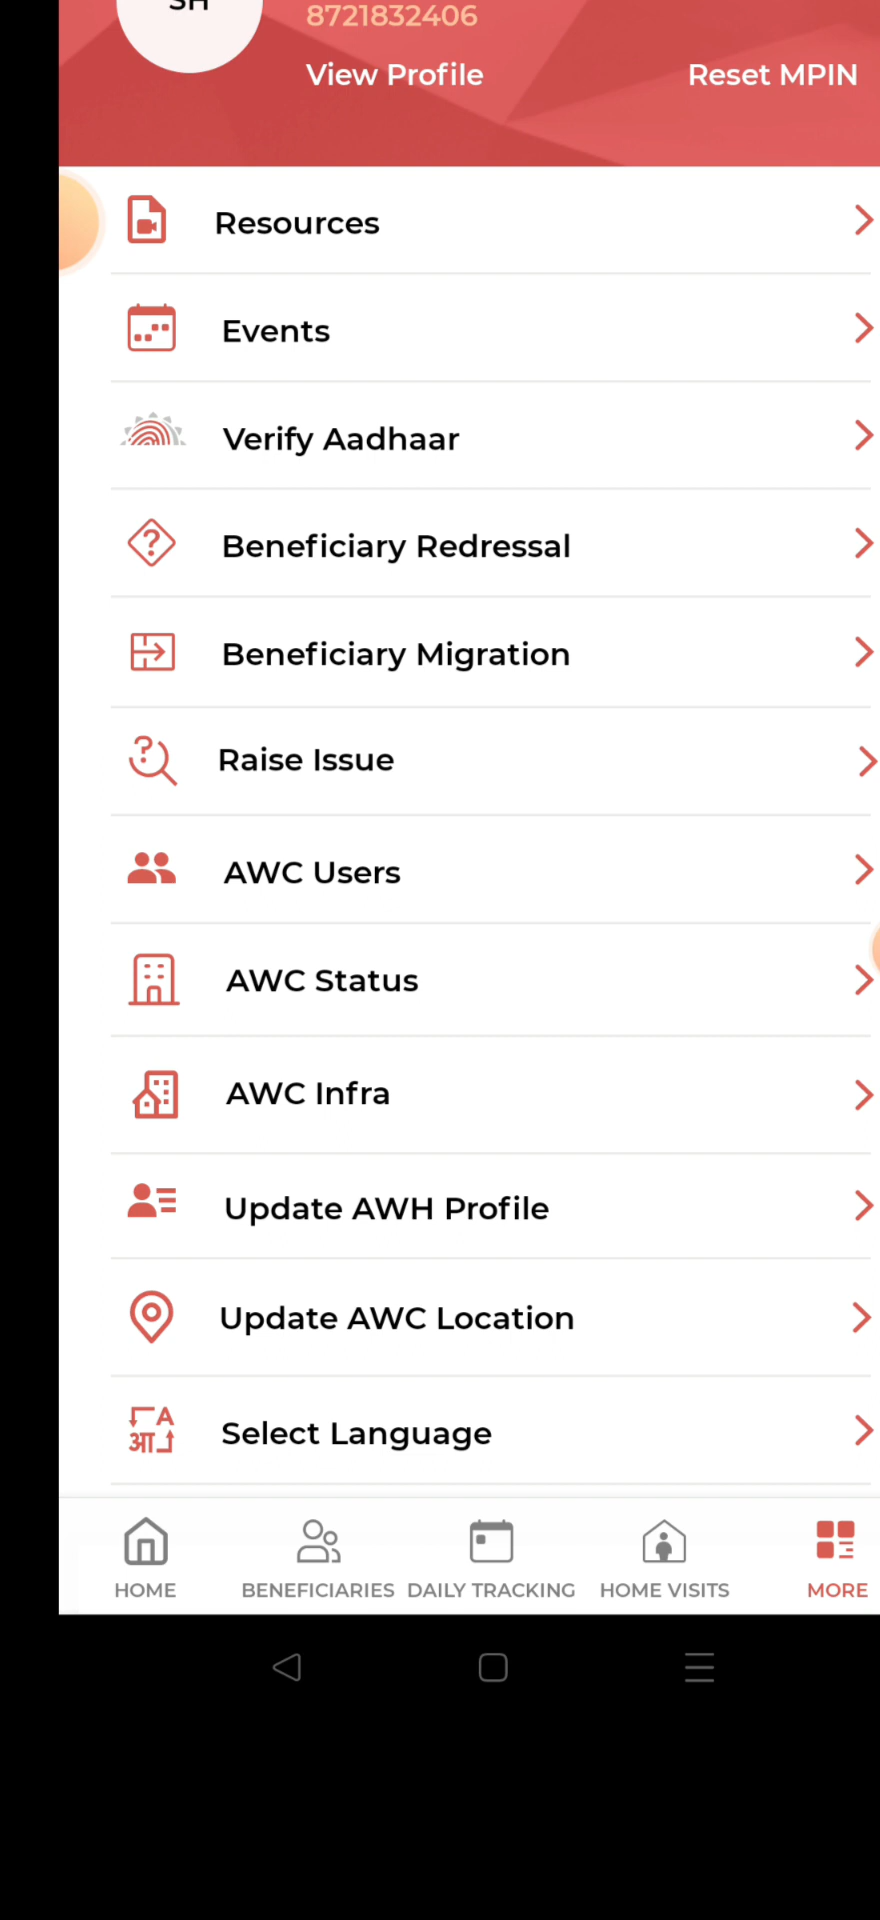 SH
8721832406
View Profile
Reset MPIN
Resources
Events
Verify Aadhaar
Beneficiary Redressal
Beneficiary Migration
Raise Issue
AWC Users
AWC Status
AWC Infra
Update AWH Profile
Update AWC Location
Select Language
HOME
BENEFICIARIES
DAILY TRACKING
HOME VISITS
MORE